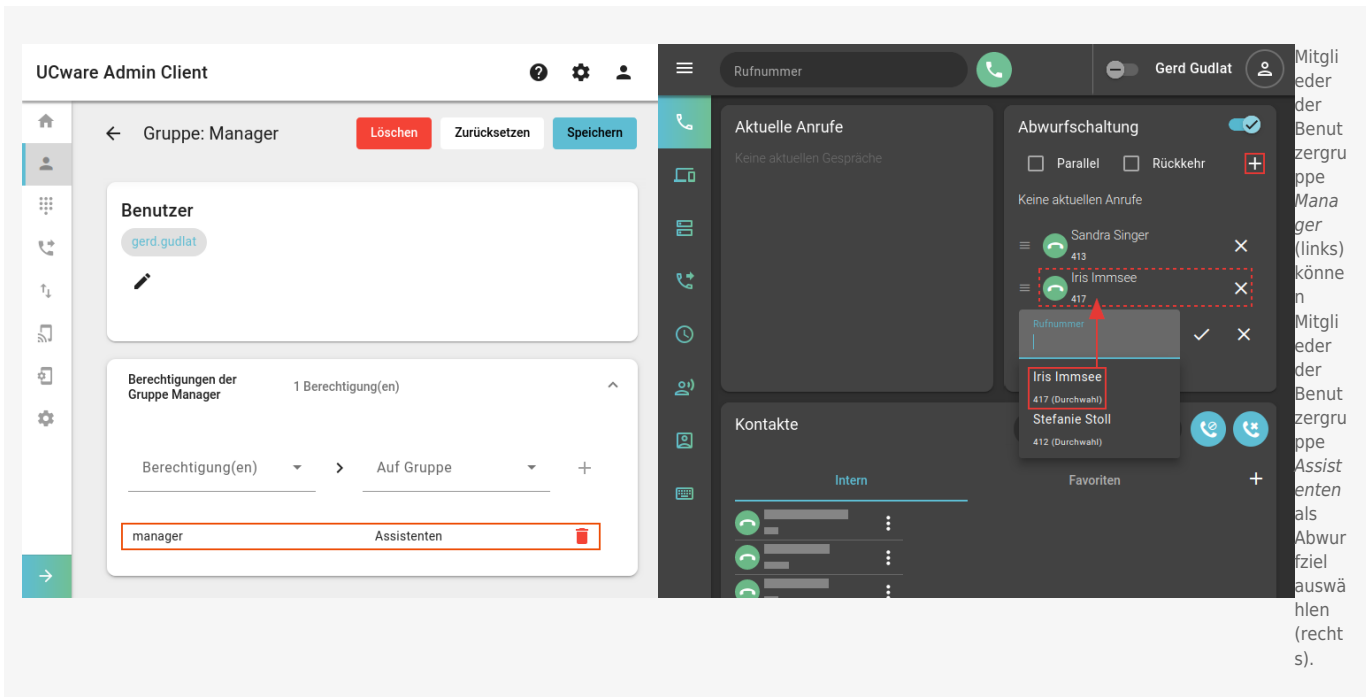 UCware Admin Client
Gruppe: Manager
Löschen
Zurücksetzen
Speichern
Benutzer
gerd.gudlat
Berechtigungen der
Gruppe Manager
1 Berechtigung(en)
Berechtigung(en)
Auf Gruppe
manager
Assistenten
Rufnummer
Gerd Gudlat
Aktuelle Anrufe
Keine aktuellen Gespräche
Abwurfschaltung
Parallel
Rückkehr
Keine aktuellen Anrufe
Sandra Singer
413
Iris Immsee
417
Rufnummer
Iris Immsee
417 (Durchwahl)
Stefanie Stoll
412 (Durchwahl)
Kontakte
Intern
Favoriten
Mitgli
eder
der
Benut
zergru
ppe
Mana
ger
(links)
könne
n
Mitgli
eder
der
Benut
zergru
ppe
Assist
enten
als
Abwur
fziel
auswä
hlen
(recht
s).